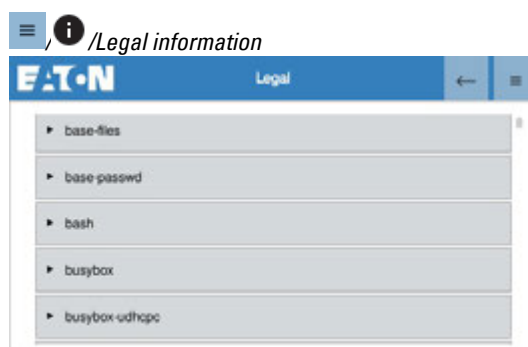 / /Legal information
EATON Legal
base-files
base-passwd
bash
busybox
busybox-udhcpc